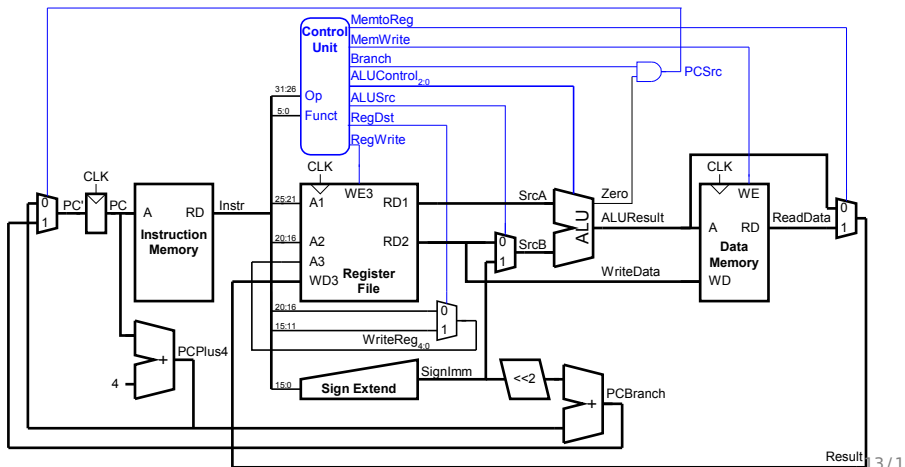 MemtoReg
Control
Unit
MemWrite
Branch
PCSrc
ALUControl2:0
31:26
Op
ALUSrc
5:0
Funct
RegDst
RegWrite
CLK
CLK
CLK
WE3
WE
0
1
PC'
PC
A
RD
Instr
Instruction
Memory
25:21
A1
RD1
SrcA
Zero
ALU
ALUResult
20:16
A2
RD2
0
1
SrcB
A3
WD3
Register
File
A
RD
ReadData
Data
Memory
0
1
WriteData
WD
20:16
0
15:11
1
WriteReg4:0
PCPlus4
+
4
SignImm
15:0
Sign Extend
<<2
+
PCBranch
Result
13/1